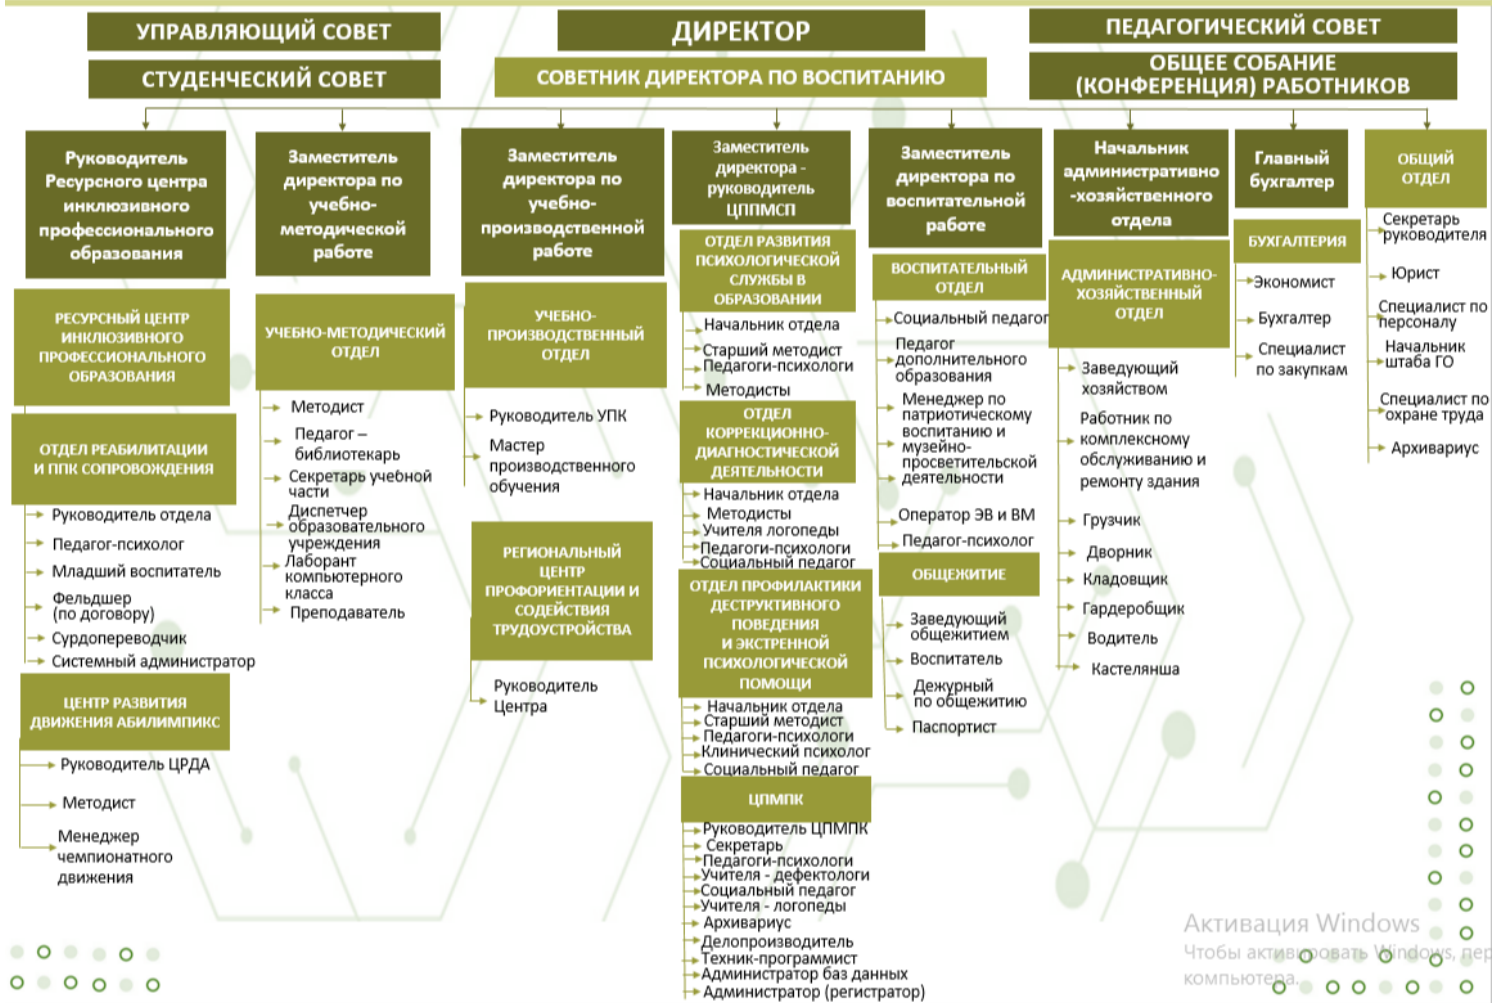 УПРАВЛЯЮЩИЙ СОВЕТ
СТУДЕНЧЕСКИЙ СОВЕТ
ДИРЕКТОР
СОВЕТНИК ДИРЕКТОРА ПО ВОСПИТАНИЮ
ПЕДАГОГИЧЕСКИЙ СОВЕТ
ОБЩЕЕ СОБАНИЕ
(КОНФЕРЕНЦИЯ) РАБОТНИКОВ
Руководитель
Ресурсного центра
инклюзивного
профессионального
образования
РЕСУРСНЫЙ ЦЕНТР
ИНКЛЮЗИВНОГО
ПРОФЕССИОНАЛЬНОГО
ОБРАЗОВАНИЯ
ОТДЕЛ РЕАБИЛИТАЦИИ
И ППК СОПРОВОЖДЕНИЯ
Руководитель отдела
Педагог-психолог
Младший воспитатель
Фельдшер
(по договору)
Сурдопереводчик
Системный администратор
ЦЕНТР РАЗВИТИЯ
ДВИЖЕНИЯ АБИЛИМПИКС
Руководитель ЦРДА
Методист
Менеджер
чемпионатного
движения
Заместитель
директора по
учебно-
методической
работе
УЧЕБНО-МЕТОДИЧЕСКИЙ
ОТДЕЛ
Методист
Педагог –
библиотекарь
Секретарь учебной
части
Диспетчер
образовательного
учреждения
Лаборант
компьютерного
класса
Преподаватель
Заместитель
директора по
учебно-
производственной
работе
УЧЕБНО-
ПРОИЗВОДСТВЕННЫЙ
ОТДЕЛ
Руководитель УПК
Мастер
производственного
обучения
РЕГИОНАЛЬНЫЙ
ЦЕНТР
ПРОФОРИЕНТАЦИИ И
СОДЕЙСТВИЯ
ТРУДОУСТРОЙСТВА
Руководитель
Центра
Заместитель
директора -
руководитель
ЦППМСП
ОТДЕЛ РАЗВИТИЯ
ПСИХОЛОГИЧЕСКОЙ
СЛУЖБЫ В
ОБРАЗОВАНИИ
Начальник отдела
Старший методист
Педагоги-психологи
Методисты
ОТДЕЛ
КОРРЕКЦИОННО-
ДИАГНОСТИЧЕСКОЙ
ДЕЯТЕЛЬНОСТИ
Начальник отдела
Методисты
Учителя логопеды
Педагоги-психологи
Социальный педагог
ОТДЕЛ ПРОФИЛАКТИКИ
ДЕСТРУКТИВНОГО
ПОВЕДЕНИЯ
И ЭКСТРЕННОЙ
ПСИХОЛОГИЧЕСКОЙ
ПОМОЩИ
Начальник отдела
Старший методист
Педагоги-психологи
Клинический психолог
Социальный педагог
ЦПМПК
Руководитель ЦПМПК
Секретарь
Педагоги-психологи
Учителя - дефектологи
Социальный педагог
Учителя - логопеды
Архивариус
Делопроизводитель
Техник-программист
Администратор баз данных
Администратор (регистратор)
Заместитель
директора по
воспитательной
работе
ВОСПИТАТЕЛЬНЫЙ
ОТДЕЛ
Социальный педагог
Педагог
дополнительного
образования
Менеджер по
патриотическому
воспитанию и
музейно-
просветительской
деятельности
Оператор ЭВ и ВМ
Педагог-психолог
ОБЩЕЖИТИЕ
Заведующий
общежитием
Воспитатель
Дежурный
по общежитию
Паспортист
Начальник
административно
-хозяйственного
отдела
АДМИНИСТРАТИВНО-
ХОЗЯЙСТВЕННЫЙ
ОТДЕЛ
Заведующий
хозяйством
Работник по
комплексному
обслуживанию и
ремонту здания
Грузчик
Дворник
Кладовщик
Гардеробщик
Водитель
Кастелянша
Главный
бухгалтер
БУХГАЛТЕРИЯ
Экономист
Бухгалтер
Специалист
по закупкам
ОБЩИЙ
ОТДЕЛ
Секретарь
руководителя
Юрист
Специалист по
персоналу
Начальник
штаба ГО
Специалист по
охране труда
Архивариус
Активация Windows
Чтобы активировать Windows, пер
компьютера.